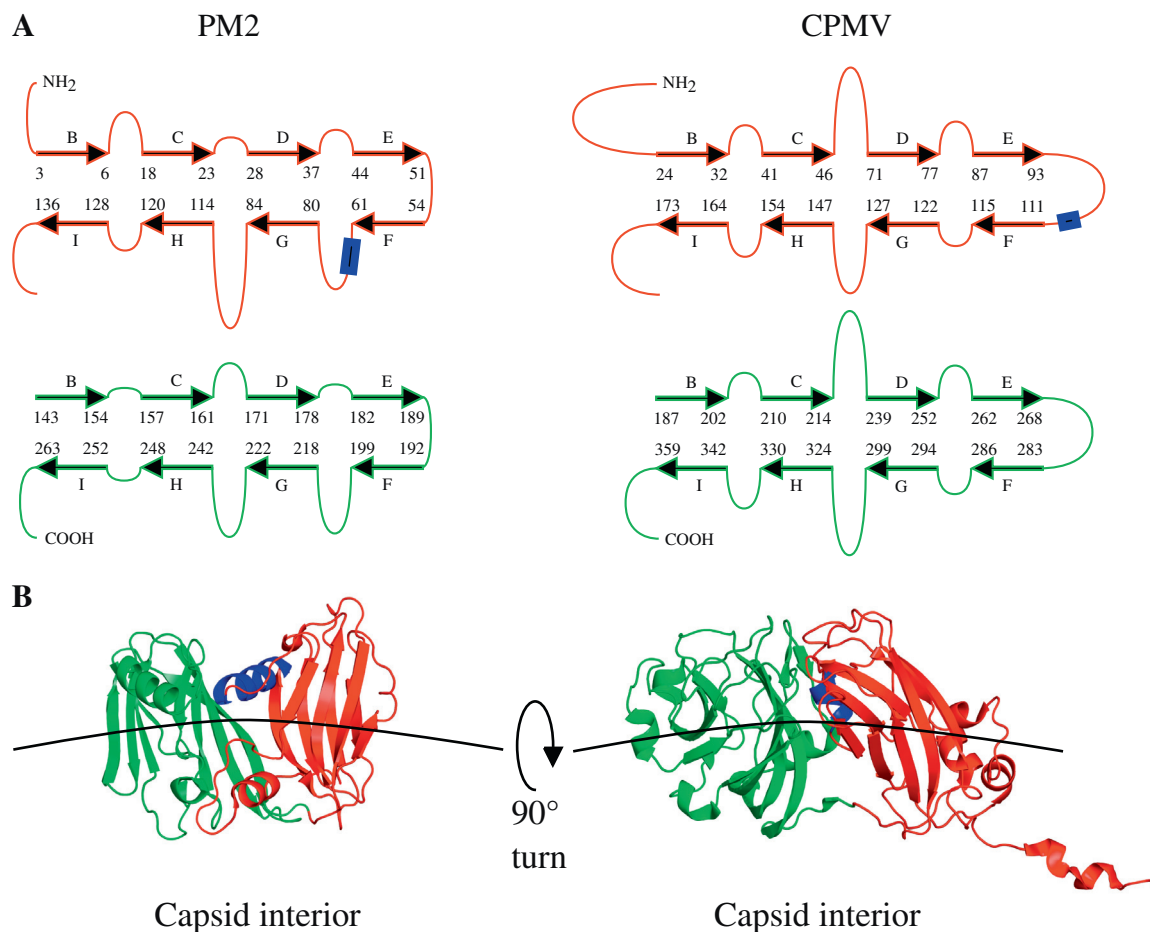 A PM2 CPMV
NH2 NH2
B C D E B C D E
3 6 18 23 28 37 44 51 24 32 41 46 71 77 87 93
136 128 120 114 84 80 61 54 173 164 154 147 127 122 115 111
I H G F I H G F
B C D E B C D E
143 154 157 161 171 178 182 189 187 202 210 214 239 252 262 268
263 252 248 242 222 218 199 192 359 342 330 324 299 294 286 283
I H G F I H G F
COOH COOH
B
90°
turn
Capsid interior Capsid interior